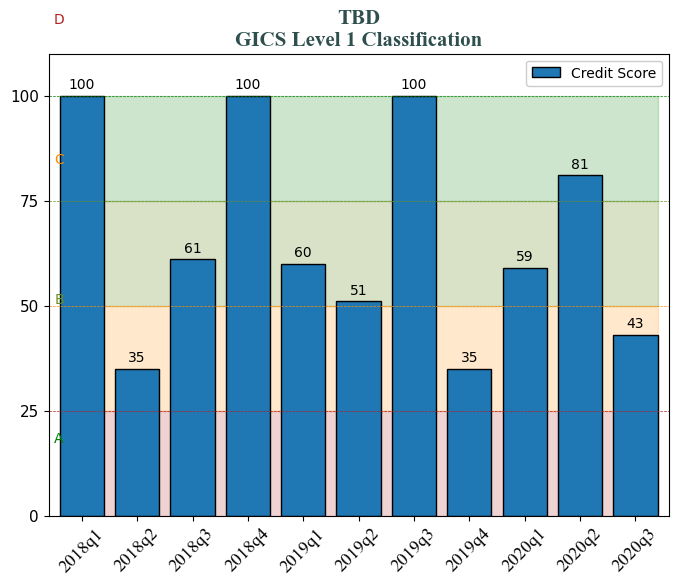 D
TBD
GICS Level 1 Classification
Credit Score
100
100
100
100
C
81
75
61
60
59
51
B
50
43
35
35
25
A
0
2018q1
2018q2
2018q3
2018q4
2019q1
2019q2
2019q3
2019q4
2020q1
2020q2
2020q3